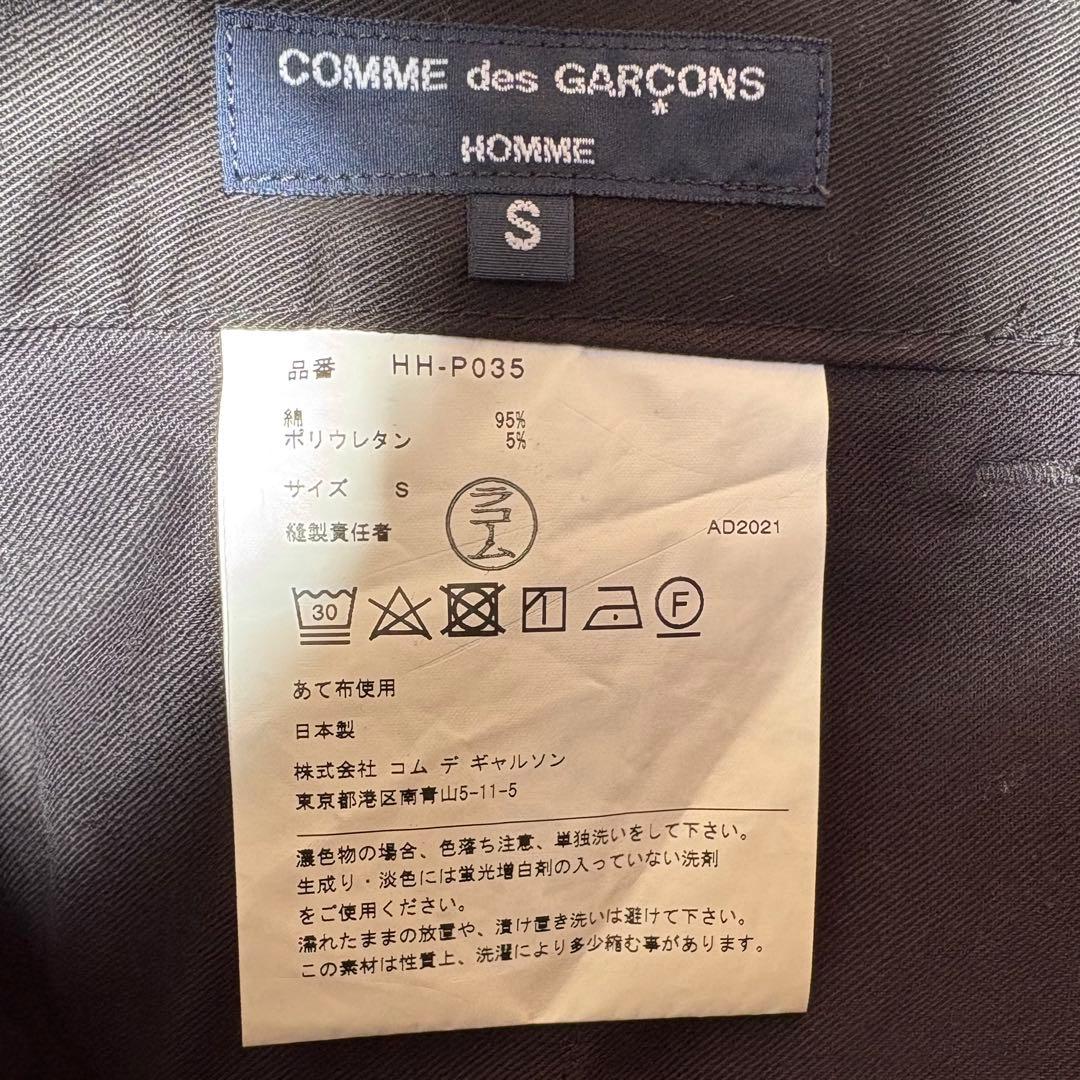 COMME des GARÇONS
HOMME
S
品番 HH-P035
綿 95%
ポリウレタン 5%
サイズ S
縫製責任者 ラコム AD2021
30 F
あて布使用
日本製
株式会社 コム デ ギャルソン
東京都港区南青山5-11-5
濃色物の場合、色落ち注意、単独洗いをして下さい。
生成り・淡色には蛍光増白剤の入っていない洗剤
をご使用ください。
濡れたままの放置や、漬け置き洗いは避けて下さい。
この素材は性質上、洗濯により多少縮む事があります。